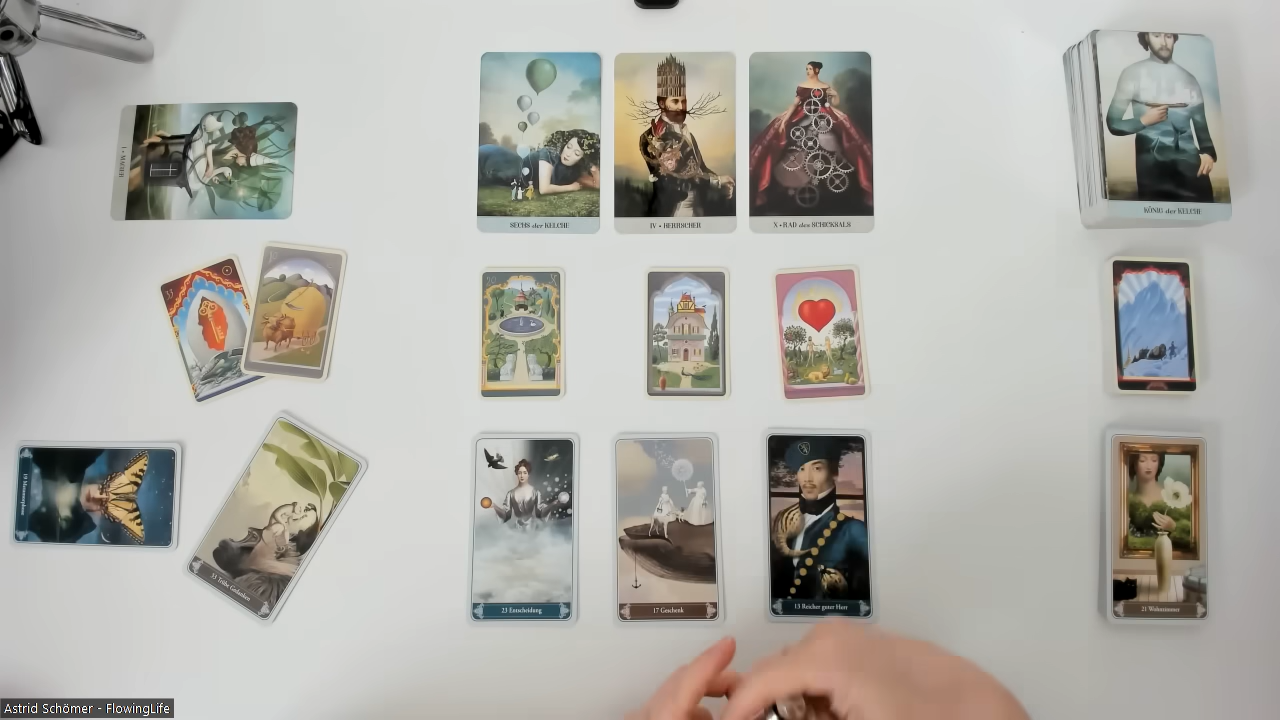 I • MAGIER
SECHS der KELCHE
IV • HERRSCHER
X • RAD des SCHICKSALS
KÖNIG der KELCHE
33 Trübe Gedanken
23 Entscheidung
17 Geschenk
13 Reicher guter Herr
21 Wohnzimmer
Astrid Schömer - FlowingLife